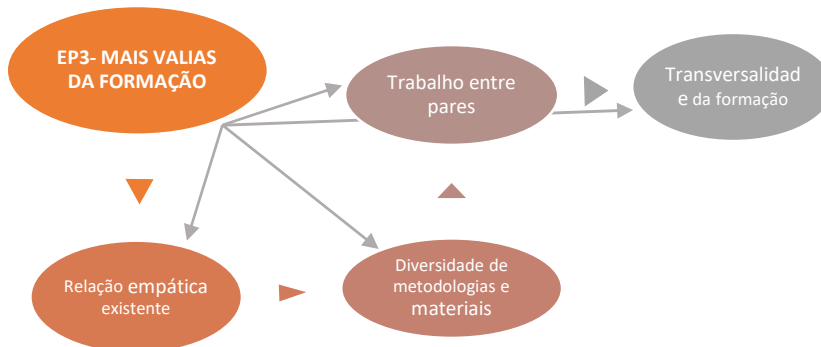 EP3- MAIS VALIAS
DA FORMAÇÃO
Trabalho entre
pares
Transversalidad
e da formação
Relação empática
existente
Diversidade de
metodologias e
materiais